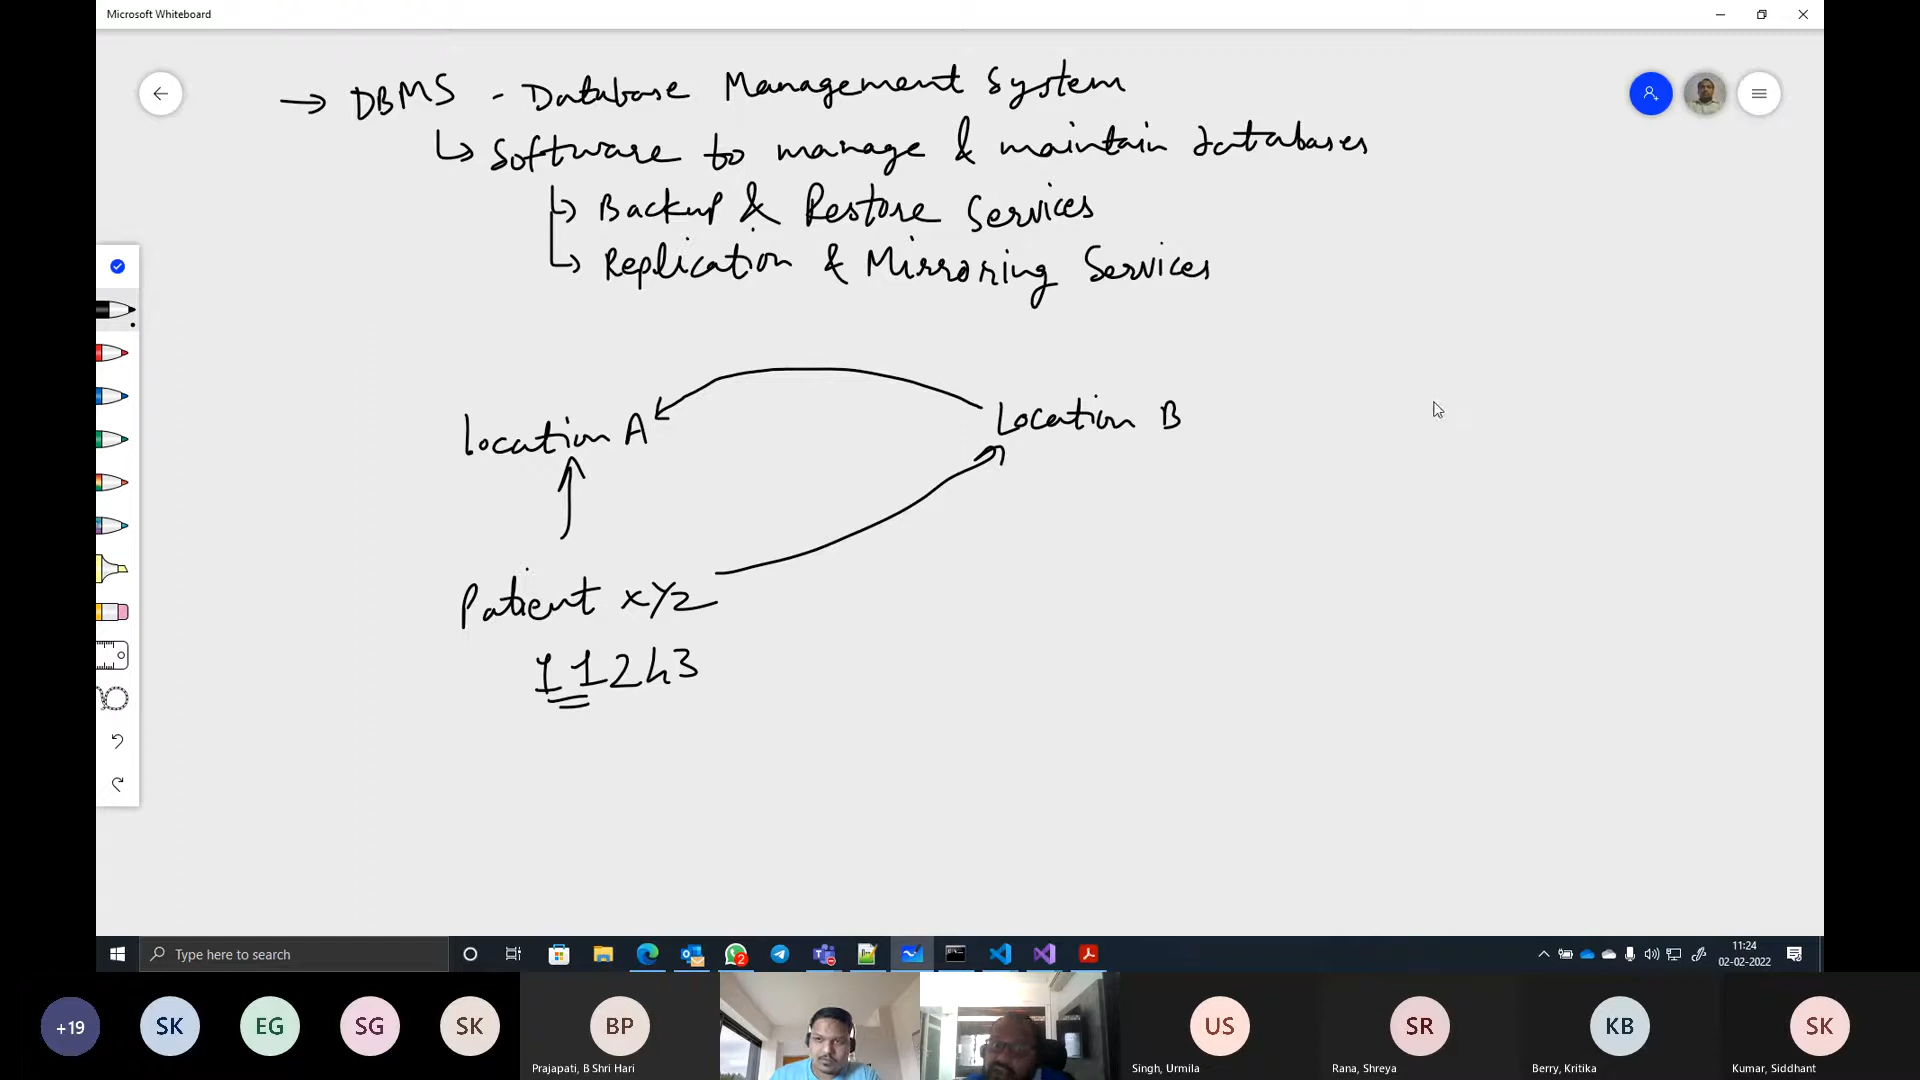 Microsoft Whiteboard
→ DBMS - Database Management System
↳ Software to manage & maintain databases
↳ Backup & Restore Services
↳ Replication & Mirroring Services
Location A
Location B
Patient XYZ
11243
Type here to search
2
11:24
02-02-2022
+19
SK
EG
SG
SK
BP
US
SR
KB
SK
Prajapati, B Shri Hari
Singh, Urmila
Rana, Shreya
Berry, Kritika
Kumar, Siddhant